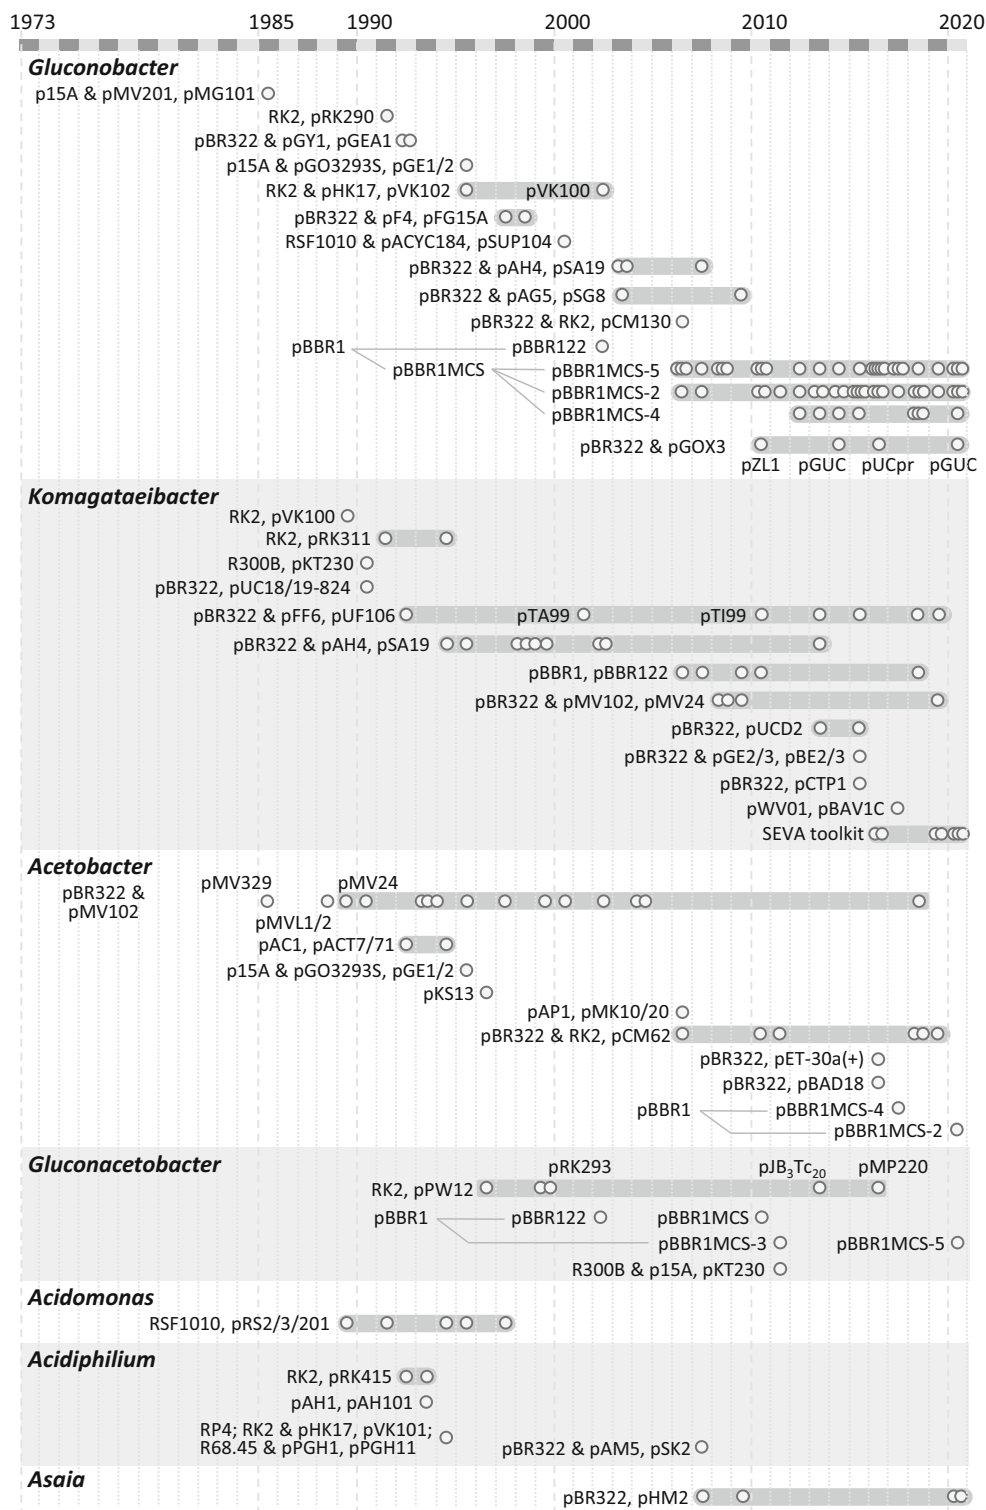 1973 1985 1990 2000 2010 2020
Gluconobacter
p15A & pMV201, pMG101
RK2, pRK290
pBR322 & pGY1, pGEA1
p15A & pGO3293S, pGE1/2
RK2 & pHK17, pVK102 pVK100
pBR322 & pF4, pFG15A
RSF1010 & pACYC184, pSUP104
pBR322 & pAH4, pSA19
pBR322 & pAG5, pSG8
pBR322 & RK2, pCM130
pBBR1 pBBR122
pBBR1MCS pBBR1MCS-5
pBBR1MCS-2
pBBR1MCS-4
pBR322 & pGOX3
pZL1 pGUC pUCpr pGUC
Komagataeibacter
RK2, pVK100
RK2, pRK311
R300B, pKT230
pBR322, pUC18/19-824
pBR322 & pFF6, pUF106 pTA99 pTI99
pBR322 & pAH4, pSA19
pBBR1, pBBR122
pBR322 & pMV102, pMV24
pBR322, pUCD2
pBR322 & pGE2/3, pBE2/3
pBR322, pCTP1
pWV01, pBAV1C
SEVA toolkit
Acetobacter
pMV329 pMV24
pBR322 &
pMV102
pMVL1/2
pAC1, pACT7/71
p15A & pGO3293S, pGE1/2
pKS13
pAP1, pMK10/20
pBR322 & RK2, pCM62
pBR322, pET-30a(+)
pBR322, pBAD18
pBBR1 pBBR1MCS-4
pBBR1MCS-2
Gluconacetobacter
pRK293 pJB3Tc20 pMP220
RK2, pPW12
pBBR1 pBBR122 pBBR1MCS
pBBR1MCS-3 pBBR1MCS-5
R300B & p15A, pKT230
Acidomonas
RSF1010, pRS2/3/201
Acidiphilium
RK2, pRK415
pAH1, pAH101
RP4; RK2 & pHK17, pVK101;
R68.45 & pPGH1, pPGH11 pBR322 & pAM5, pSK2
Asaia
pBR322, pHM2